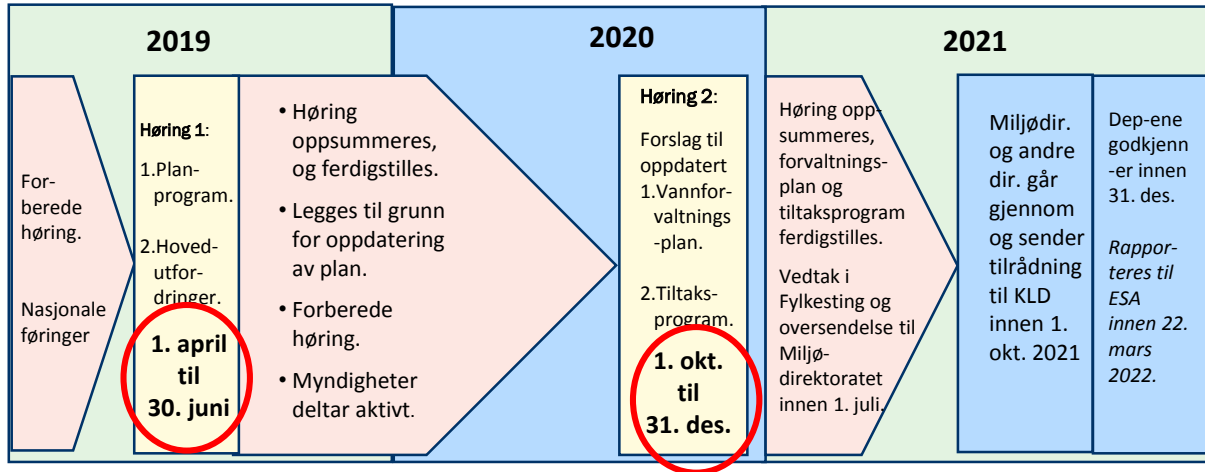 2019
For-
berede
høring.
Nasjonale
føringer
Høring 1:
1.Plan-
program.
2.Hoved-
utfor-
dringer.
1. april
til
30. juni
• Høring
oppsummeres,
og ferdigstilles.
• Legges til grunn
for oppdatering
av plan.
• Forberede
høring.
• Myndigheter
deltar aktivt.
2020
Høring 2:
Forslag til
oppdatert
1.Vannfor-
valtnings
-plan.
2.Tiltaks-
program.
1. okt.
til
31. des.
2021
Høring opp-
summeres,
forvaltnings-
plan og
tiltaksprogram
ferdigstilles.
Vedtak i
Fylkesting og
oversendelse til
Miljø-
direktoratet
innen 1. juli.
Miljødir.
og andre
dir. går
gjennom
og sender
tilrådning
til KLD
innen 1.
okt. 2021
Dep-ene
godkjenn
-er innen
31. des.
Rappor-
teres til
ESA
innen 22.
mars
2022.